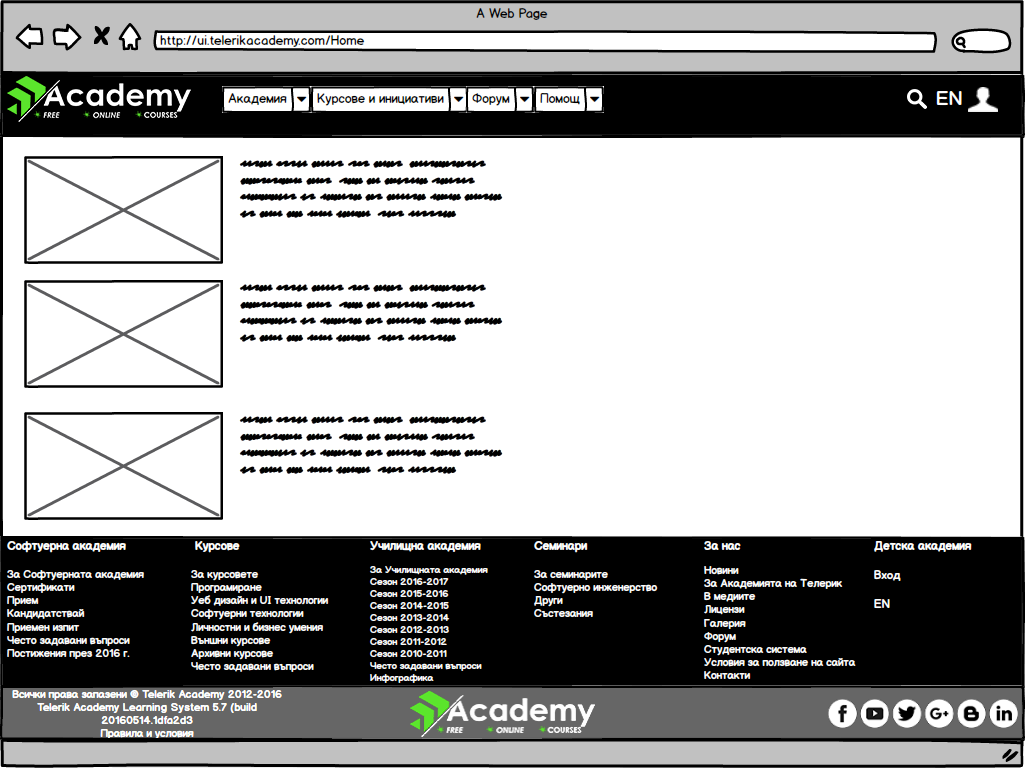 A Web Page
http://ui.telerikacademy.com/Home
Academy
FREE ONLINE COURSES
Академия Курсове и инициативи Форум Помощ
EN
Софтуерна академия
За Софтуерната академия
Сертификати
Прием
Кандидатствай
Приемен изпит
Често задавани въпроси
Постижения през 2016 г.
Курсове
За курсовете
Програмиране
Уеб дизайн и UI технологии
Софтуерни технологии
Личностни и бизнес умения
Външни курсове
Архивни курсове
Често задавани въпроси
Училищна академия
За Училищната академия
Сезон 2016-2017
Сезон 2015-2016
Сезон 2014-2015
Сезон 2013-2014
Сезон 2012-2013
Сезон 2011-2012
Сезон 2010-2011
Често задавани въпроси
Инфографика
Семинари
За семинарите
Софтуерно инженерство
Други
Състезания
За нас
Новини
За Академията на Телерик
В медиите
Лицензи
Галерия
Форум
Студентска система
Условия за ползване на сайта
Контакти
Детска академия
Вход
EN
Всички права запазени © Telerik Academy 2012-2016
Telerik Academy Learning System 5.7 (build
20160514.1dfa2d3
Правила и условия
Academy
FREE ONLINE COURSES